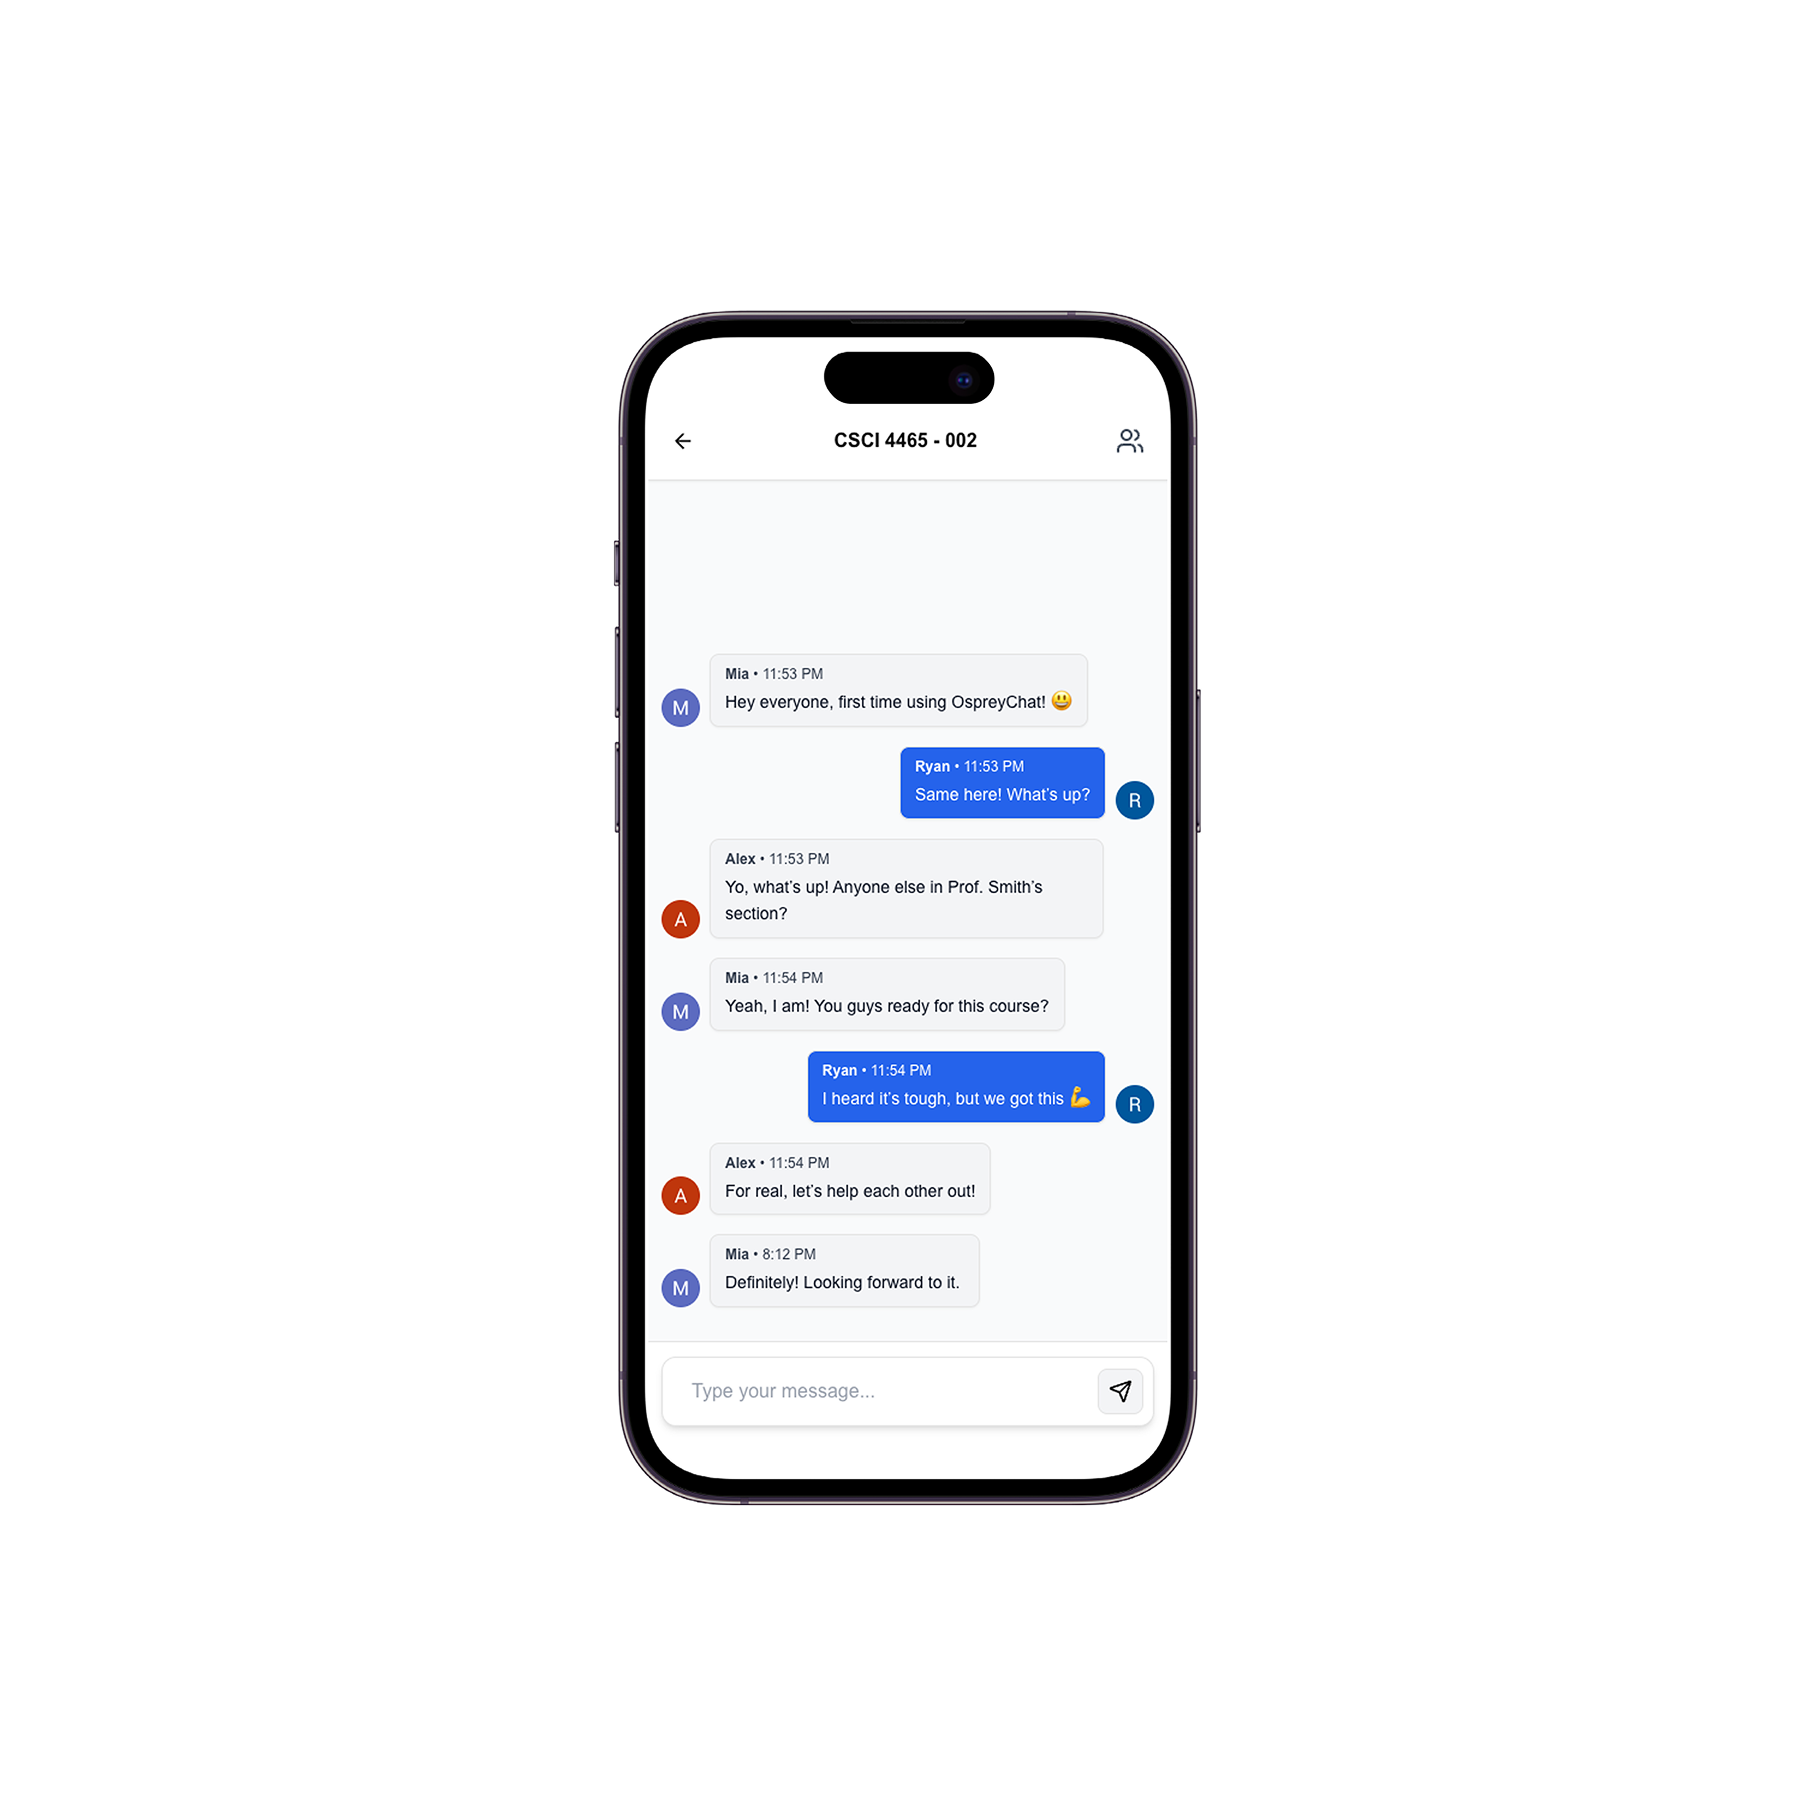 CSCI 4465 - 002
Mia • 11:53 PM
Hey everyone, first time using OspreyChat! 😃
M
Ryan • 11:53 PM
Same here! What's up?
R
Alex • 11:53 PM
Yo, what's up! Anyone else in Prof. Smith's
section?
A
Mia • 11:54 PM
Yeah, I am! You guys ready for this course?
M
Ryan • 11:54 PM
I heard it's tough, but we got this 💪
R
Alex • 11:54 PM
For real, let's help each other out!
A
Mia • 8:12 PM
Definitely! Looking forward to it.
M
Type your message...